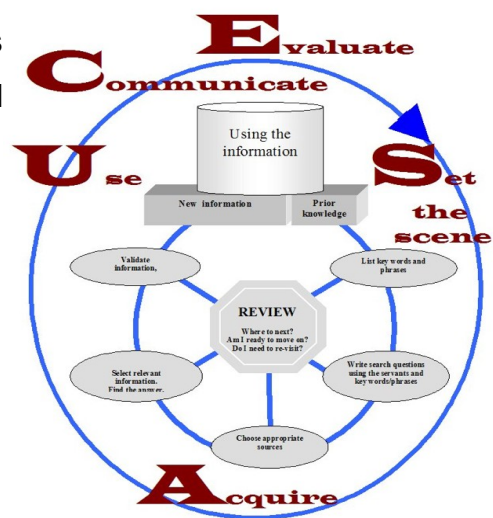 Evaluate
Communicate
Use
Set
the
scene
Acquire
Using the
information
New information
Prior
knowledge
Validate
information,
List key words and
phrases
REVIEW
Where to next?
Am I ready to move on?
Do I need to re-visit?
Select relevant
information.
Find the answer.
Write search questions
using the servants and
key words/phrases
Choose appropriate
sources